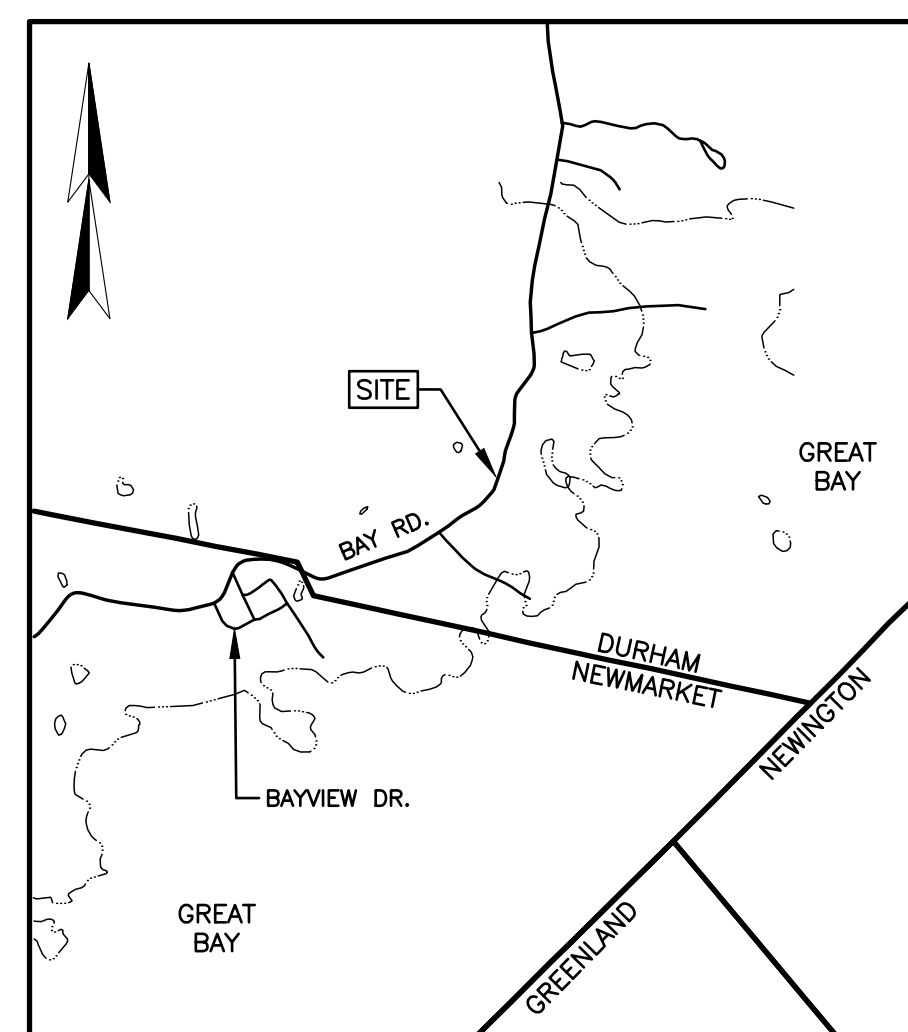 SITE
GREAT
BAY
BAY RD.
DURHAM
NEWMARKET
NEWINGTON
BAYVIEW DR.
GREAT
BAY
GREENLAND